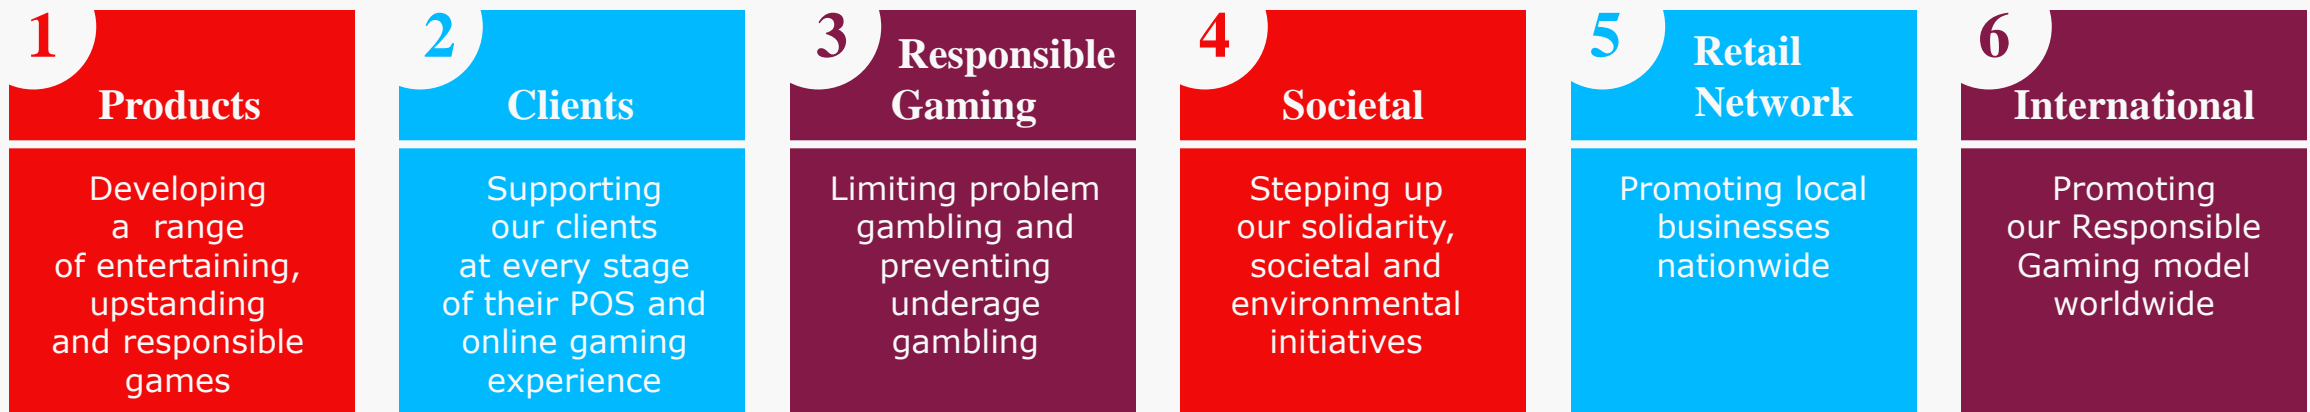 1
Products
Developing
a range
of entertaining,
upstanding
and responsible
games
2
Clients
Supporting
our clients
at every stage
of their POS and
online gaming
experience
3
Responsible
Gaming
Limiting problem
gambling and
preventing
underage
gambling
4
Societal
Stepping up
our solidarity,
societal and
environmental
initiatives
5
Retail
Network
Promoting local
businesses
nationwide
6
International
Promoting
our Responsible
Gaming model
worldwide